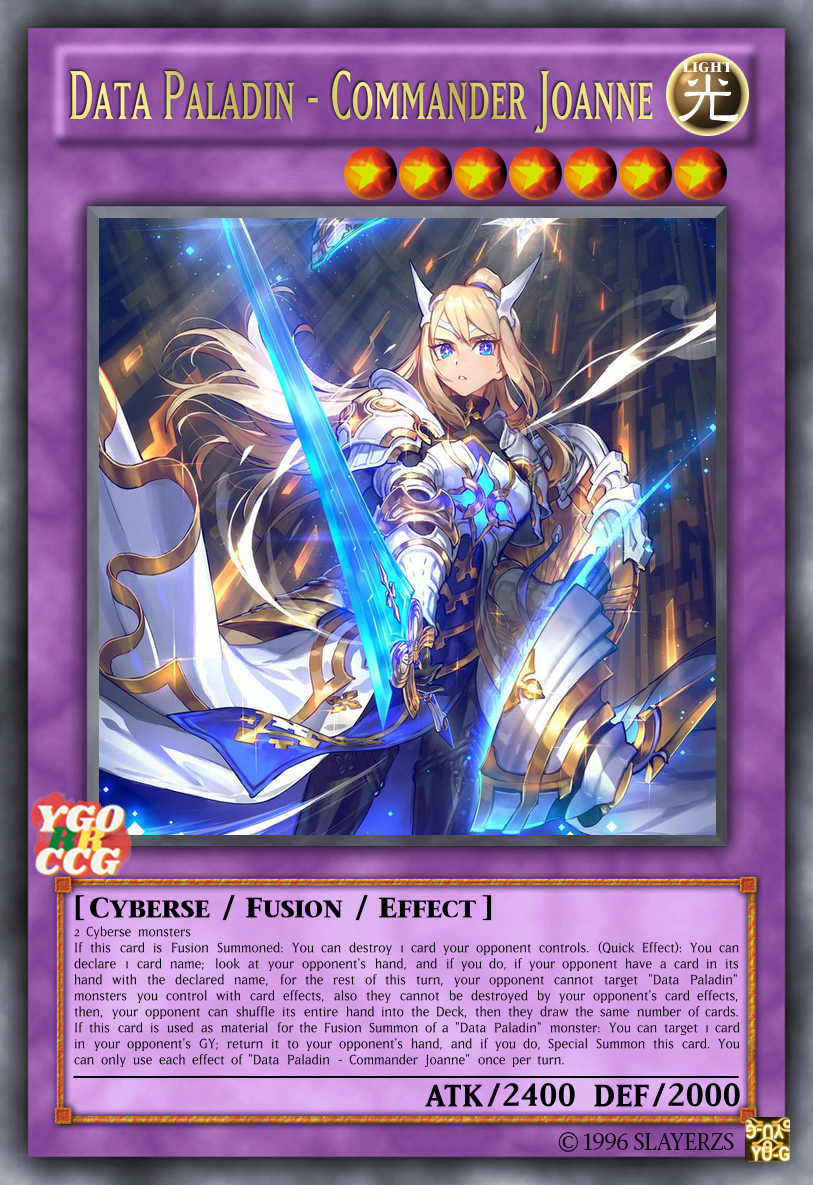 Data Paladin - Commander Joanne
LIGHT
光
YGO
RR
CCG
[ Cyberse / Fusion / Effect ]
2 Cyberse monsters
If this card is Fusion Summoned: You can destroy 1 card your opponent controls. (Quick Effect): You can
declare 1 card name; look at your opponent's hand, and if you do, if your opponent have a card in its
hand with the declared name, for the rest of this turn, your opponent cannot target "Data Paladin"
monsters you control with card effects, also they cannot be destroyed by your opponent's card effects,
then, your opponent can shuffle its entire hand into the Deck, then they draw the same number of cards.
If this card is used as material for the Fusion Summon of a "Data Paladin" monster: You can target 1 card
in your opponent's GY; return it to your opponent's hand, and if you do, Special Summon this card. You
can only use each effect of "Data Paladin - Commander Joanne" once per turn.
ATK/2400 DEF/2000
© 1996 SLAYERZS
YU-G